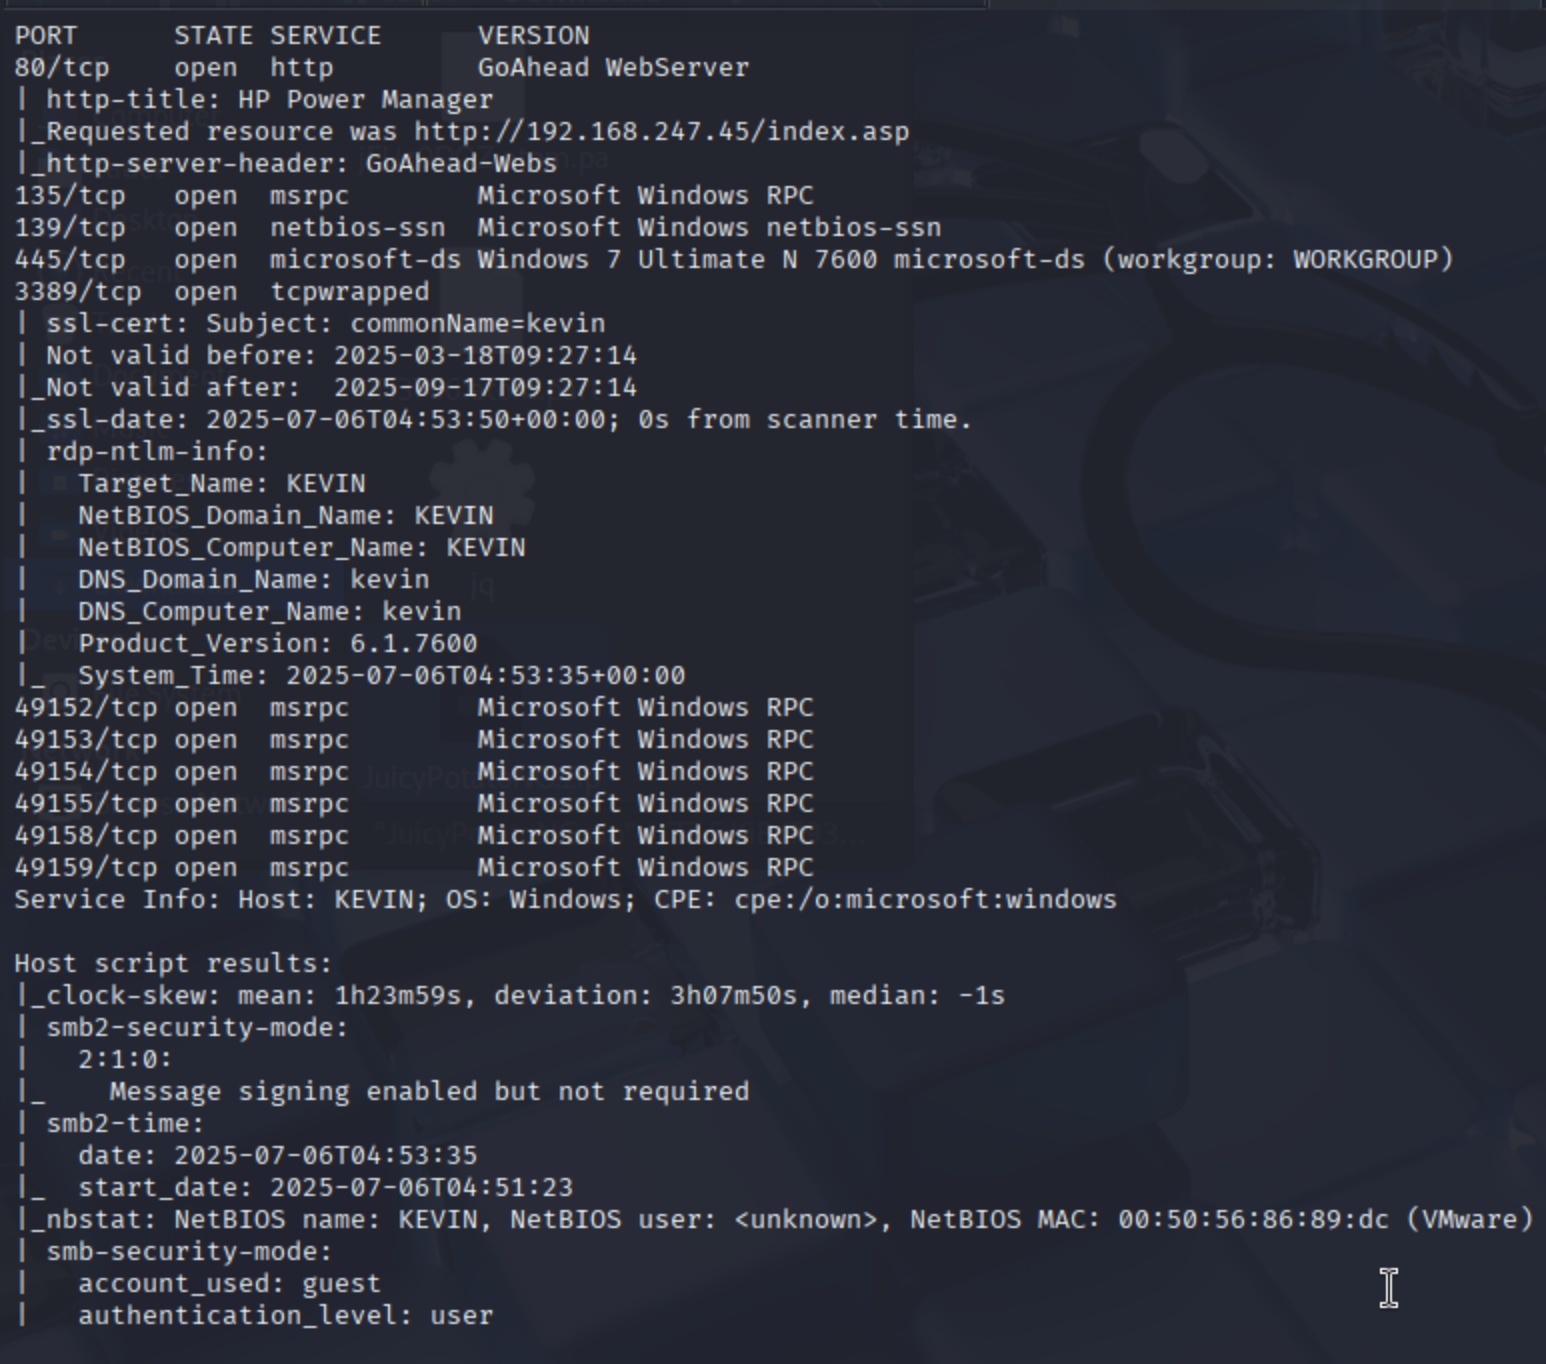 PORT      STATE SERVICE      VERSION
80/tcp    open  http         GoAhead WebServer
| http-title: HP Power Manager
|_Requested resource was http://192.168.247.45/index.asp
|_http-server-header: GoAhead-Webs
135/tcp   open  msrpc        Microsoft Windows RPC
139/tcp   open  netbios-ssn  Microsoft Windows netbios-ssn
445/tcp   open  microsoft-ds Windows 7 Ultimate N 7600 microsoft-ds (workgroup: WORKGROUP)
3389/tcp  open  tcpwrapped
| ssl-cert: Subject: commonName=kevin
| Not valid before: 2025-03-18T09:27:14
|_Not valid after:  2025-09-17T09:27:14
|_ssl-date: 2025-07-06T04:53:50+00:00; 0s from scanner time.
| rdp-ntlm-info:
|   Target_Name: KEVIN
|   NetBIOS_Domain_Name: KEVIN
|   NetBIOS_Computer_Name: KEVIN
|   DNS_Domain_Name: kevin
|   DNS_Computer_Name: kevin
|   Product_Version: 6.1.7600
|_  System_Time: 2025-07-06T04:53:35+00:00
49152/tcp open  msrpc        Microsoft Windows RPC
49153/tcp open  msrpc        Microsoft Windows RPC
49154/tcp open  msrpc        Microsoft Windows RPC
49155/tcp open  msrpc        Microsoft Windows RPC
49158/tcp open  msrpc        Microsoft Windows RPC
49159/tcp open  msrpc        Microsoft Windows RPC
Service Info: Host: KEVIN; OS: Windows; CPE: cpe:/o:microsoft:windows

Host script results:
|_clock-skew: mean: 1h23m59s, deviation: 3h07m50s, median: -1s
| smb2-security-mode:
|   2:1:0:
|_    Message signing enabled but not required
| smb2-time:
|   date: 2025-07-06T04:53:35
|_  start_date: 2025-07-06T04:51:23
|_nbstat: NetBIOS name: KEVIN, NetBIOS user: <unknown>, NetBIOS MAC: 00:50:56:86:89:dc (VMware)
| smb-security-mode:
|   account_used: guest
|   authentication_level: user